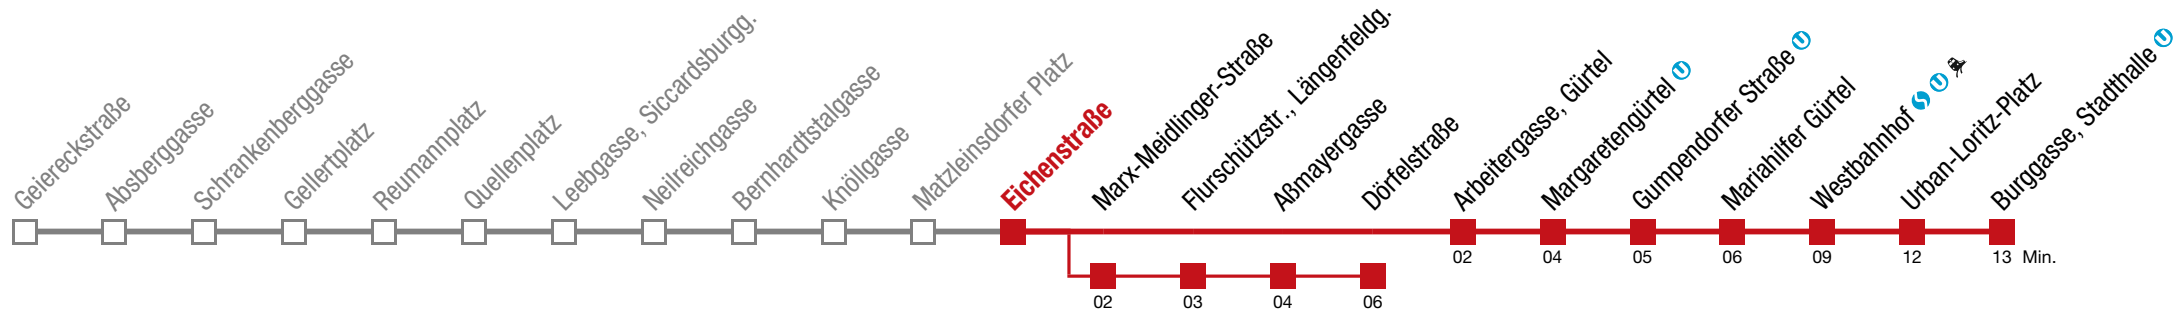 Geiereckstraße
Absberggasse
Schrankenberggasse
Gellertplatz
Reumannplatz
Quellenplatz
Leebgasse, Siccardsburgg.
Neilreichgasse
Bernhardtstalgasse
Knöllgasse
Matzleinsdorfer Platz
Eichenstraße
Marx-Meidlinger-Straße
Flurschützstr., Längenfeldg.
Aßmayergasse
Dörfelstraße
Arbeitergasse, Gürtel
Margaretengürtel U
Gumpendorfer Straße U
Mariahilfer Gürtel
Westbahnhof S U
Urban-Loritz-Platz
Burggasse, Stadthalle U
02 04 05 06 09 12 13 Min.
02 03 04 06